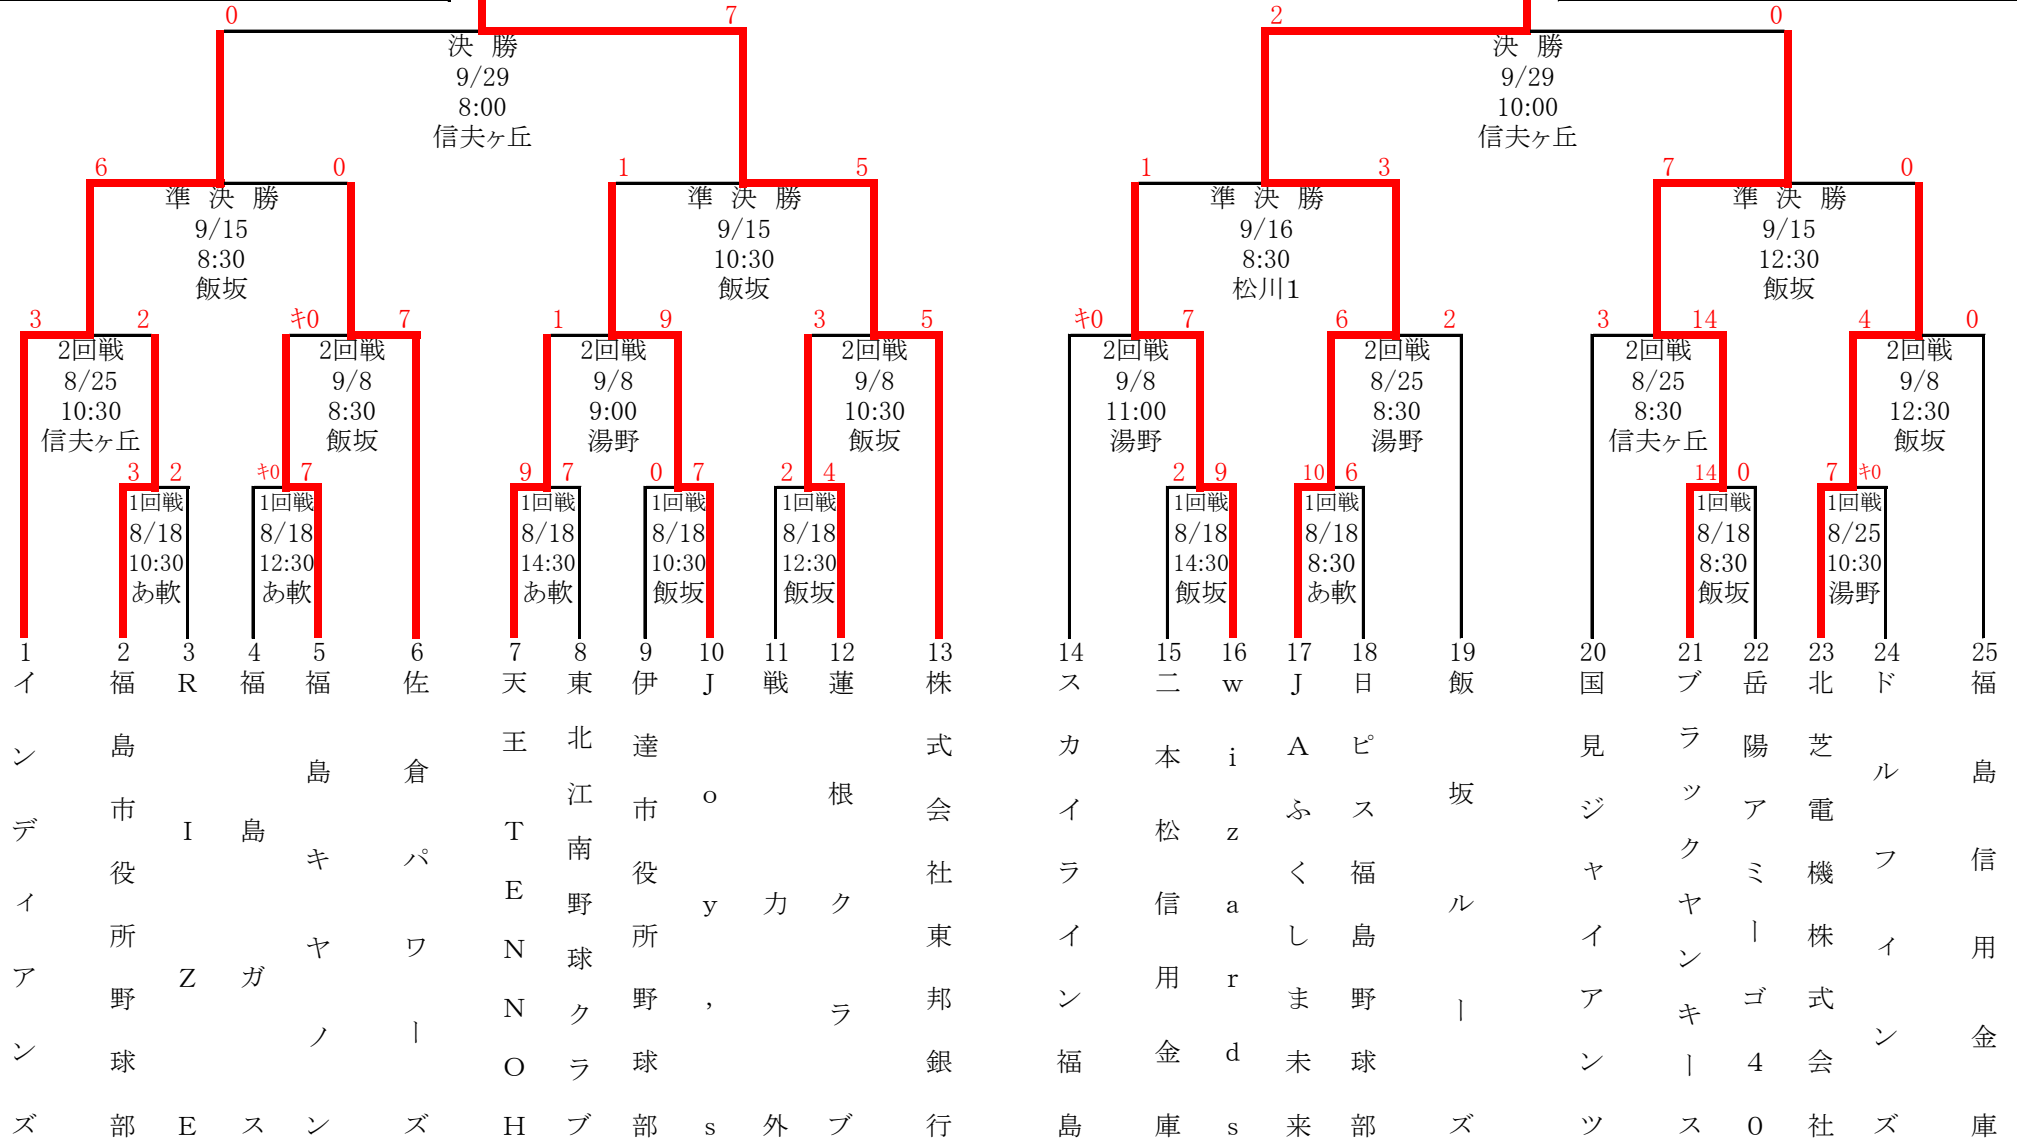 0 7 2 0
決 勝 決 勝
9/29 9/29
8:00 10:00
信夫ヶ丘 信夫ヶ丘
6 0 1 5 1 3 7 0
準 決 勝 準 決 勝 準 決 勝 準 決 勝
9/15 9/15 9/16 9/15
8:30 10:30 8:30 12:30
飯坂 飯坂 松川1 飯坂
3 2 ｷ0 7 1 9 3 5 ｷ0 7 6 2 3 14 4 0
2回戦 2回戦 2回戦 2回戦 2回戦 2回戦 2回戦 2回戦
8/25 9/8 9/8 9/8 9/8 8/25 8/25 9/8
10:30 8:30 9:00 10:30 11:00 8:30 8:30 12:30
信夫ヶ丘 飯坂 湯野 飯坂 湯野 湯野 信夫ヶ丘 飯坂
3 2 ｷ0 7 9 7 0 7 2 4 2 9 10 6 14 0 7 ｷ0
1回戦 1回戦 1回戦 1回戦 1回戦 1回戦 1回戦 1回戦 1回戦
8/18 8/18 8/18 8/18 8/18 8/18 8/18 8/18 8/25
10:30 12:30 14:30 10:30 12:30 14:30 8:30 8:30 10:30
あ軟 あ軟 あ軟 飯坂 飯坂 飯坂 あ軟 飯坂 湯野
1 2 3 4 5 6 7 8 9 10 11 12 13 14 15 16 17 18 19 20 21 22 23 24 25
インディアンズ
福島市役所野球部
RIZE
福島ガス
福島キヤノン
佐倉パワーズ
天王TENNOH
東北江南野球クラブ
伊達市役所野球部
Joy,s
戦力外
蓮根クラブ
株式会社東邦銀行
スカイライン福島
二本松信用金庫
wizards
JAふくしま未来
日ピス福島野球部
飯坂ルーズ
国見ジャイアンツ
ブラックヤンキース
岳陽アミーゴ40
北芝電機株式会社
ドルフィンズ
福島信用金庫